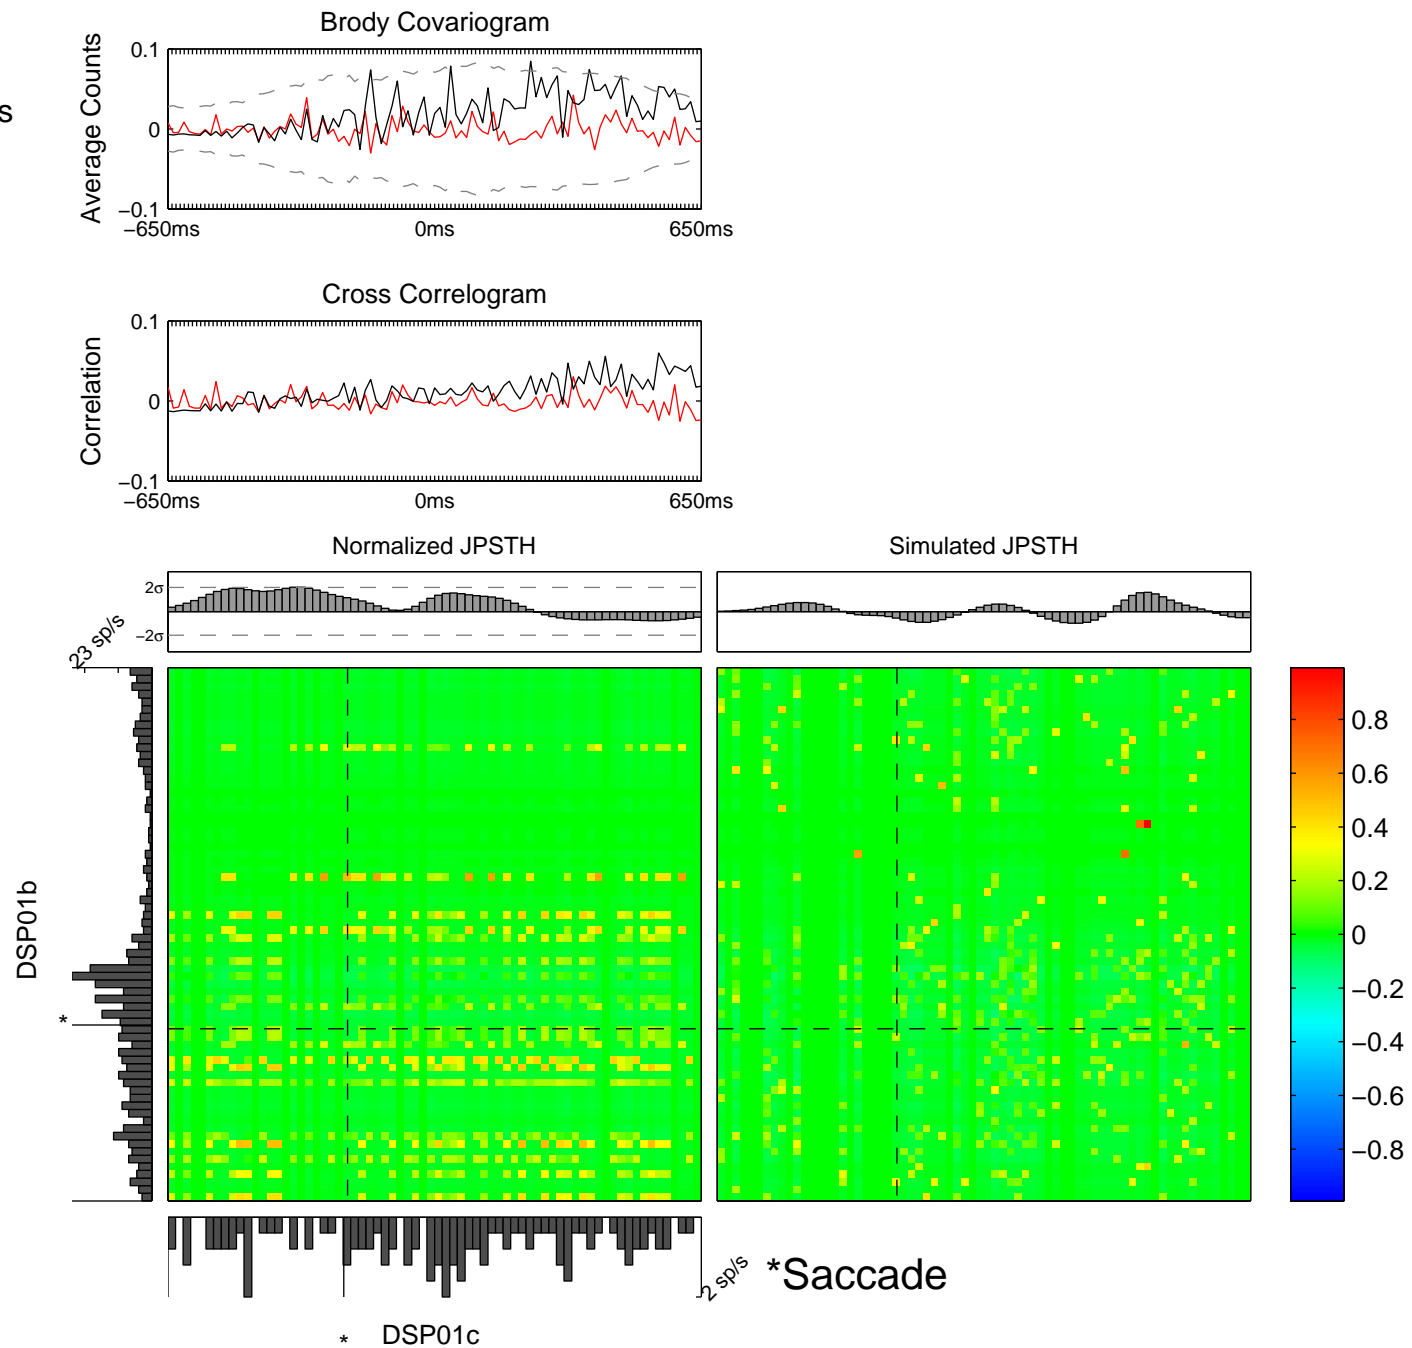 Brody Covariogram
s
Average Counts
0.1
0
−0.1
−650ms
0ms
650ms
Cross Correlogram
Correlation
0.1
0
−0.1
−650ms
0ms
650ms
Normalized JPSTH
Simulated JPSTH
2σ
−2σ
23 sp/s
DSP01b
*
0.8
0.6
0.4
0.2
0
−0.2
−0.4
−0.6
−0.8
2 sp/s
*Saccade
* DSP01c